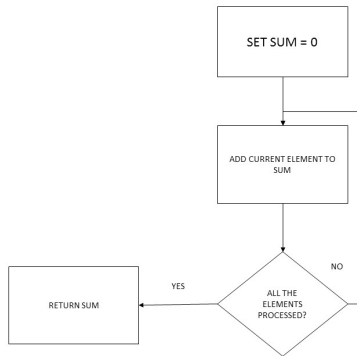 SET SUM = 0
ADD CURRENT ELEMENT TO
SUM
NO
YES
ALL THE
ELEMENTS
PROCESSED?
RETURN SUM